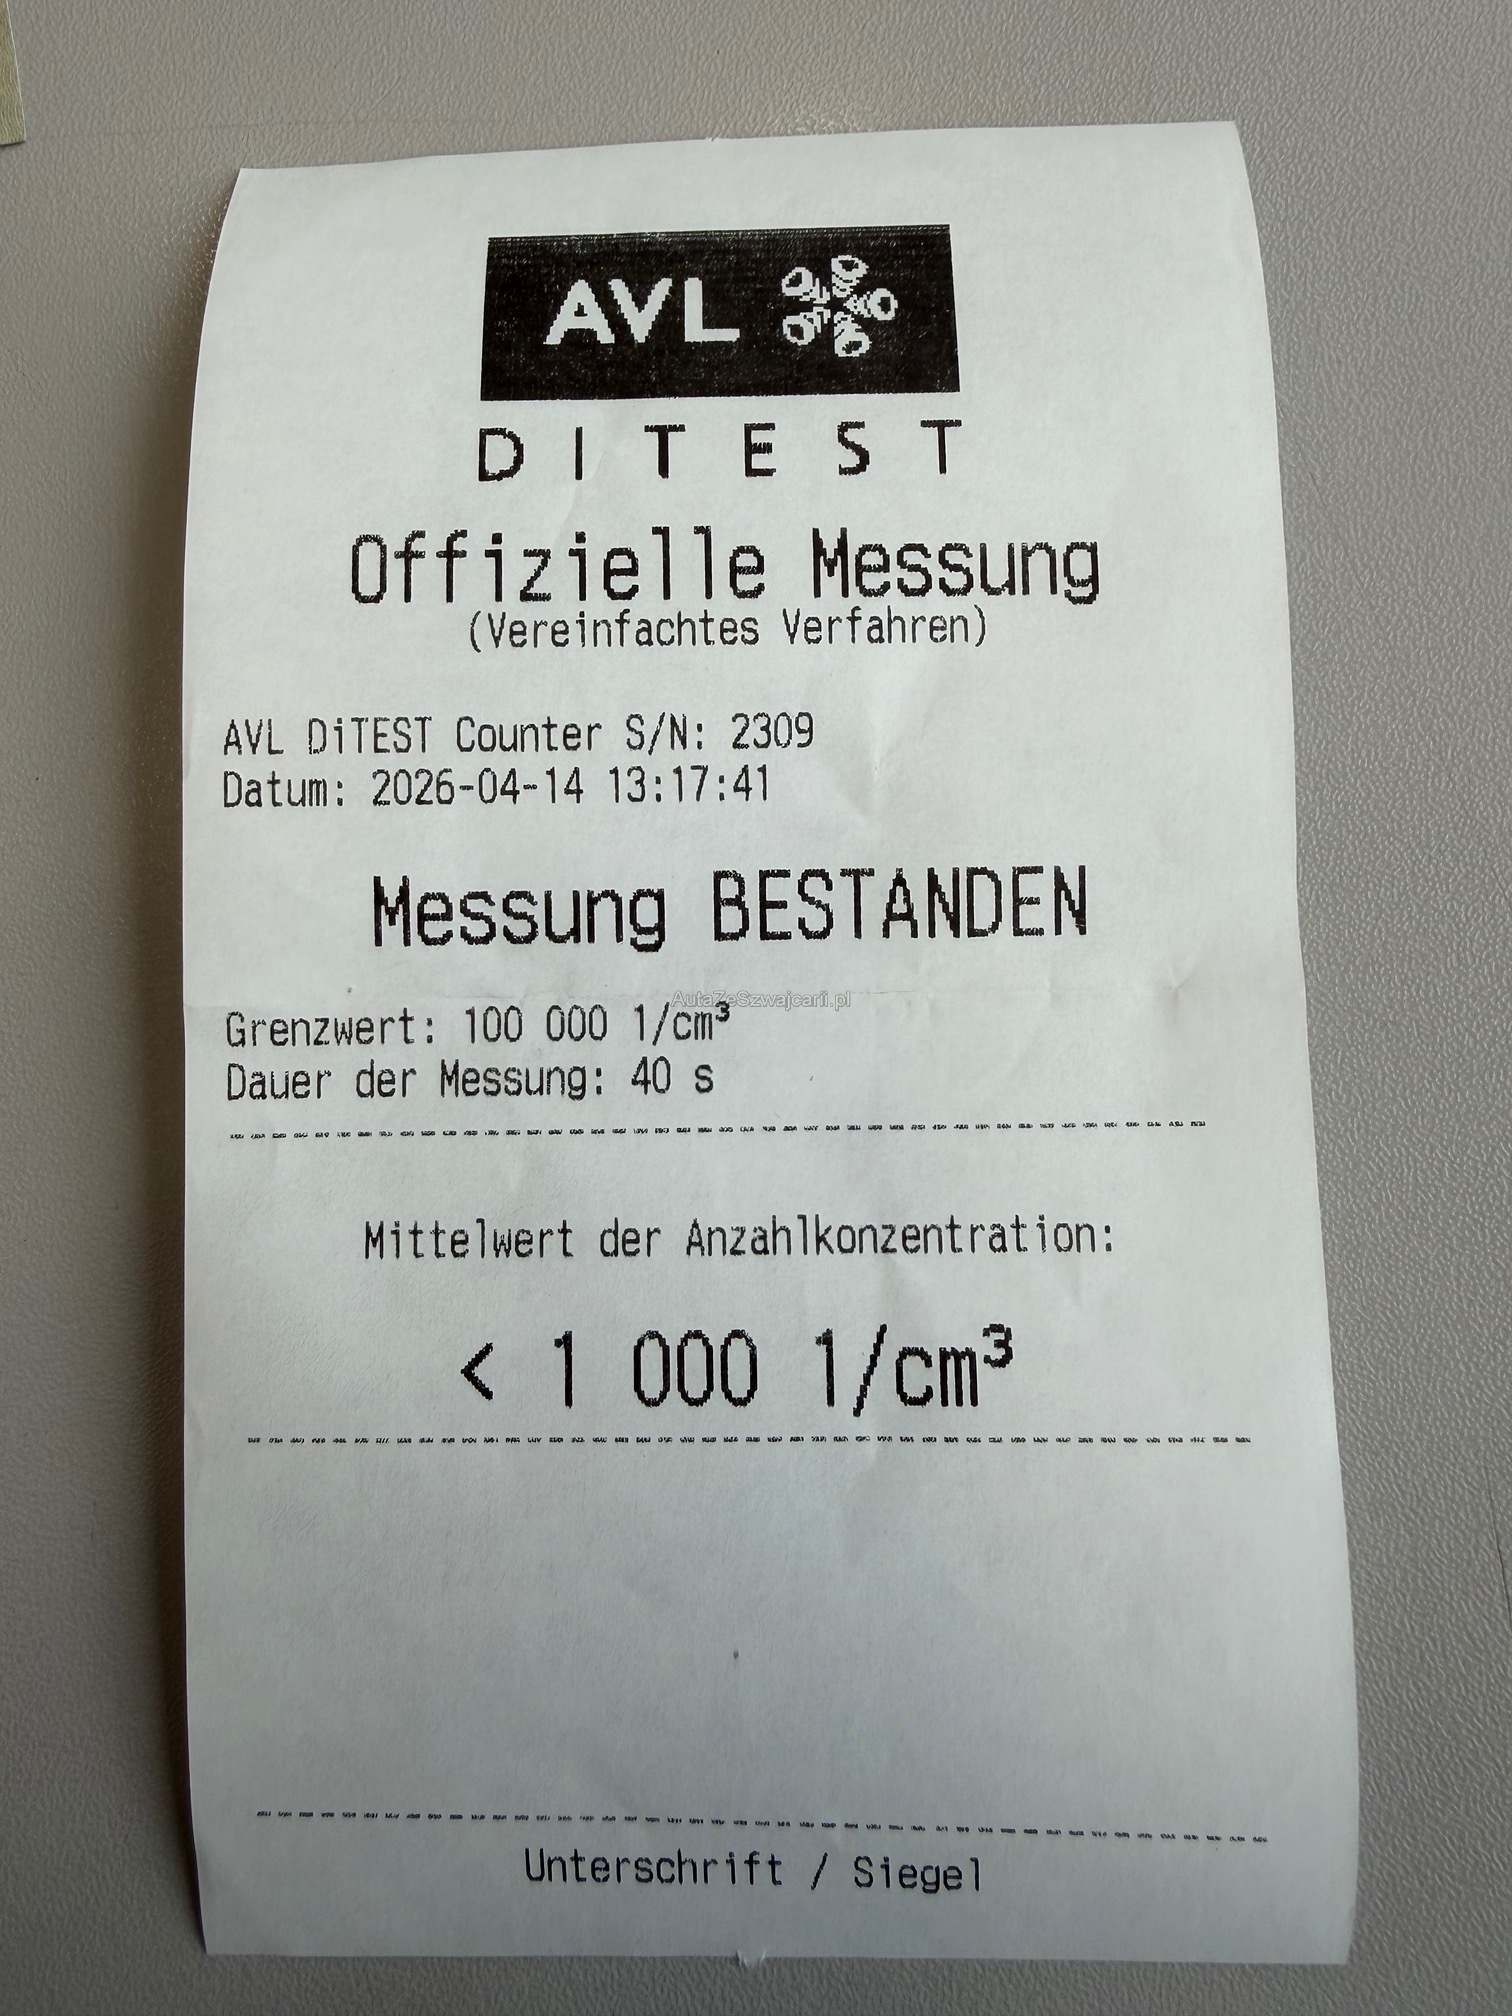 AVL
DITEST
Offizielle Messung
(Vereinfachtes Verfahren)
AVL DiTEST Counter S/N: 2309
Datum: 2026-04-14 13:17:41
Messung BESTANDEN
AutaZeSzwajcarii.pl
Grenzwert: 100 000 1/cm³
Dauer der Messung: 40 s
Mittelwert der Anzahlkonzentration:
< 1 000 1/cm³
Unterschrift / Siegel